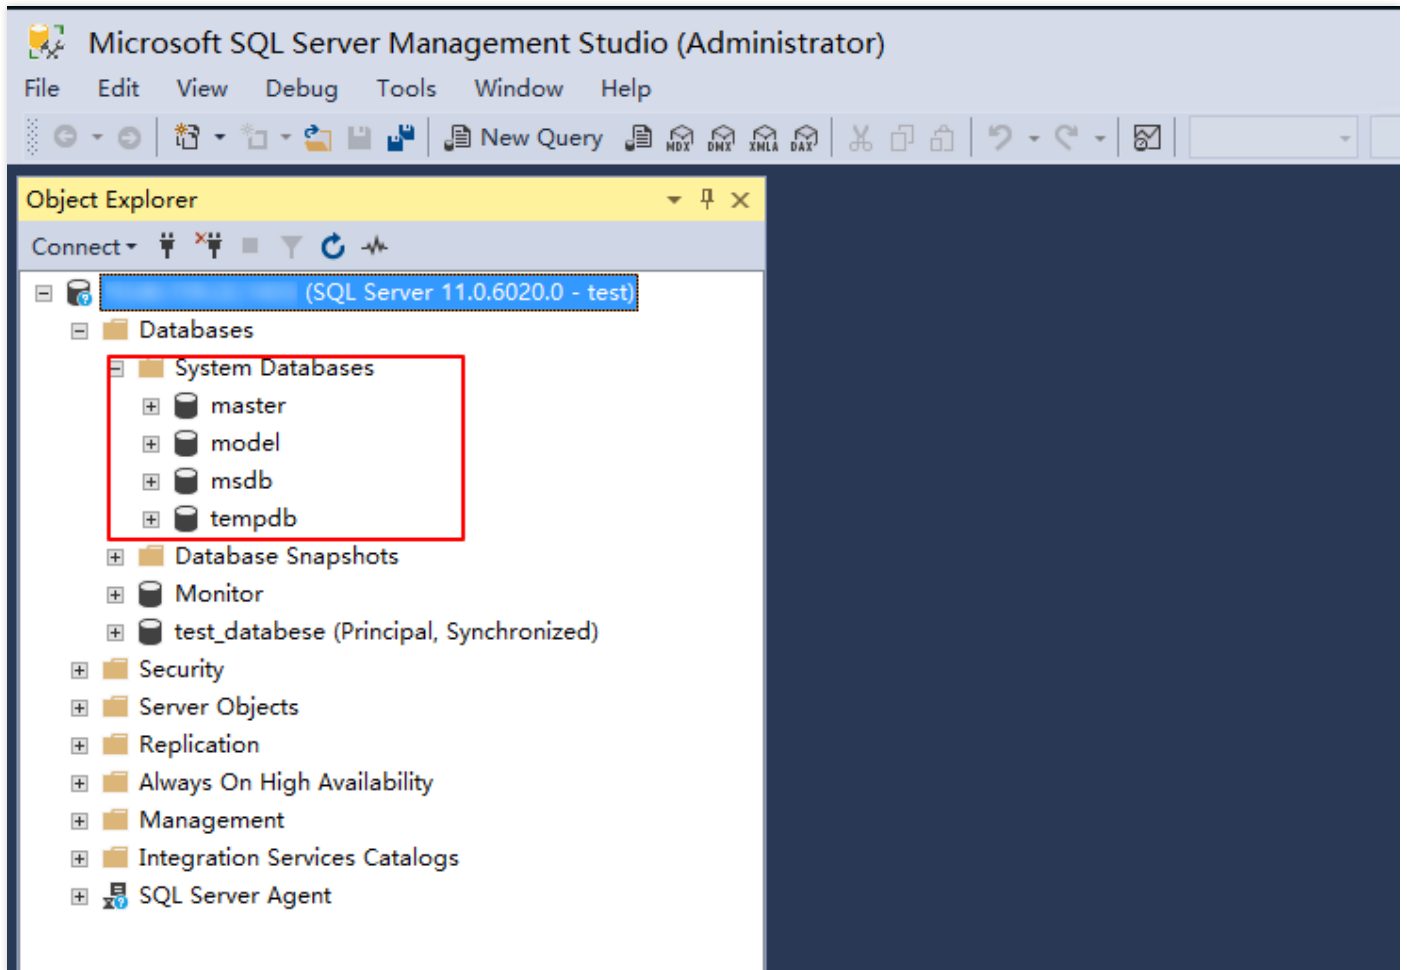 Microsoft SQL Server Management Studio (Administrator)
File Edit View Debug Tools Window Help
New Query MDX DMX XMLA DAX
Object Explorer
Connect
(SQL Server 11.0.6020.0 - test)
Databases
System Databases
master
model
msdb
tempdb
Database Snapshots
Monitor
test_databese (Principal, Synchronized)
Security
Server Objects
Replication
Always On High Availability
Management
Integration Services Catalogs
SQL Server Agent